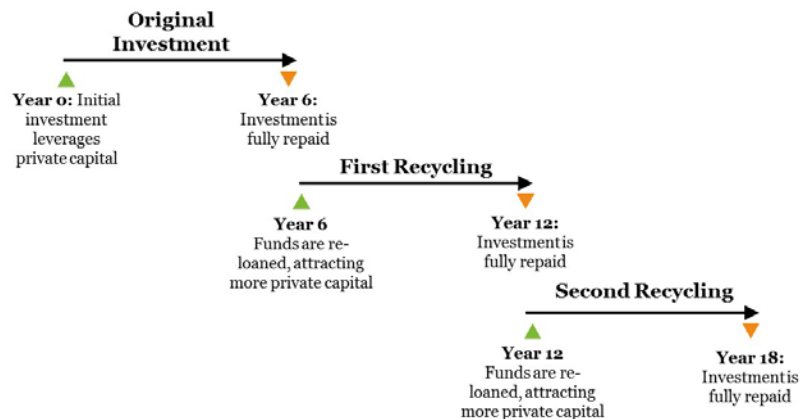 Original
Investment
Year 0: Initial
investment
leverages
private capital
Year 6:
Investment is
fully repaid
First Recycling
Year 6
Funds are re-
loaned, attracting
more private capital
Year 12:
Investment is
fully repaid
Second Recycling
Year 12
Funds are re-
loaned, attracting
more private capital
Year 18:
Investment is
fully repaid